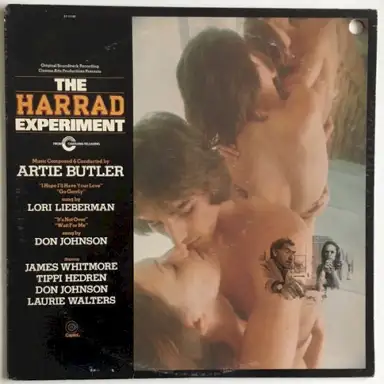 Original Soundtrack Recording
Cinema Arts Productions Presents
THE
HARRAD
EXPERIMENT
Music Composed & Conducted by
ARTIE BUTLER
"I Hope I'll Have Your Love"
"Go Gently"
sung by
LORI LIEBERMAN
"It's Not Over"
"Wait For Me"
sung by
DON JOHNSON
JAMES WHITMORE
TIPPI HEDREN
DON JOHNSON
LAURIE WALTERS
Capitol